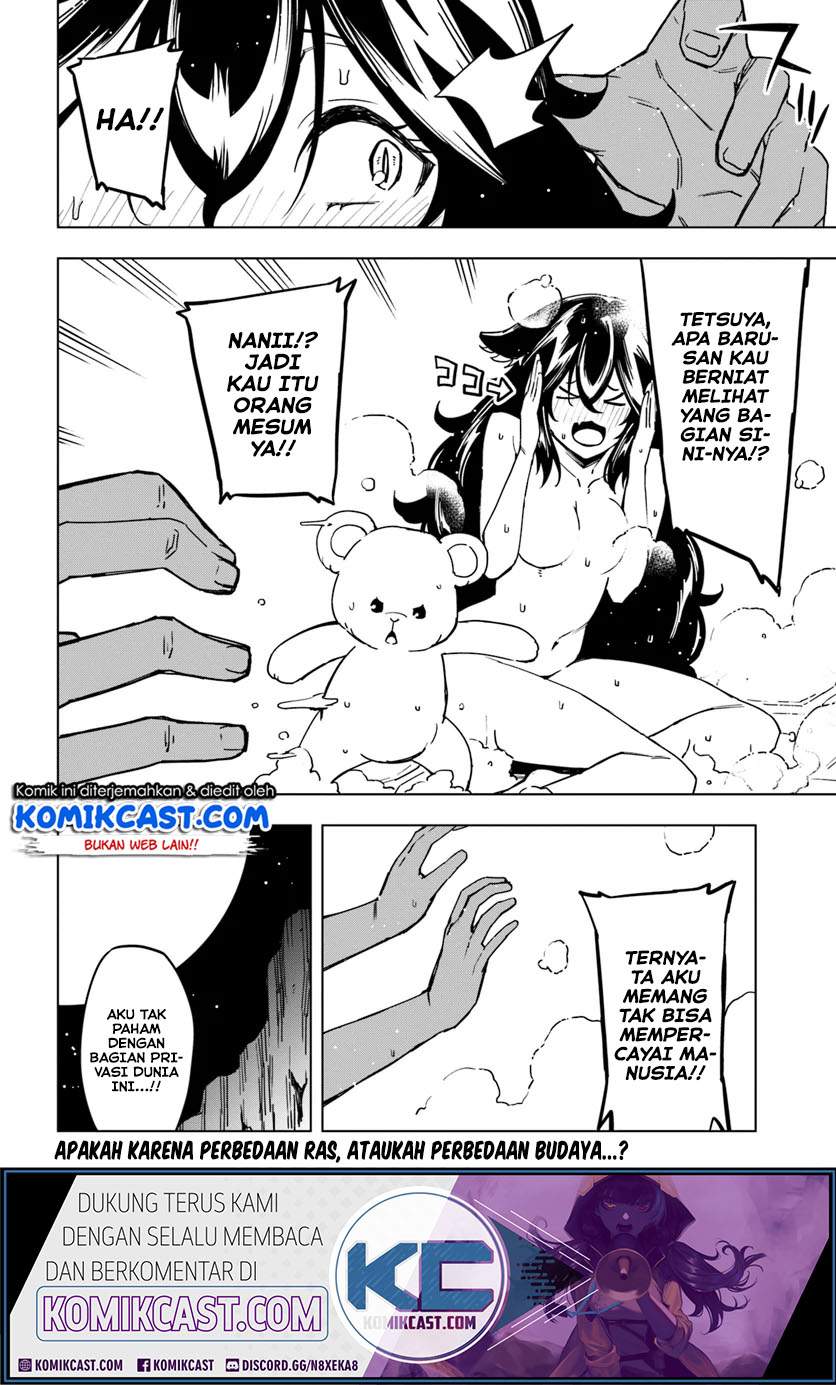 HA!!
TETSUYA,
APA BARU-
SAN KAU
BERNIAT
MELIHAT
YANG BA-
GIAN SI-
NI-NYA!?
ココ
NANII!?
JADI
KAU ITU
ORANG
MESUM
YA!!
Komik ini diterjemahkan & diedit oleh
KOMIKCAST.COM
BUKAN WEB LAIN!!
TERNYA-
TA AKU
MEMANG
TAK BISA
MEMPER-
CAYAI MA-
NUSIA!!
AKU TAK
PAHAM
DENGAN
BAGIAN PRI-
VASI DUNIA
INI...!!
APAKAH KARENA PERBEDAAN RAS, ATAUKAH PERBEDAAN BUDAYA...?
DUKUNG TERUS KAMI
DENGAN SELALU MEMBACA
DAN BERKOMENTAR DI
KOMIKCAST.COM
KC
KOMIKCAST.COM
KOMIKCAST.COM KOMIKCAST DISCORD.GG/N8XEKA8